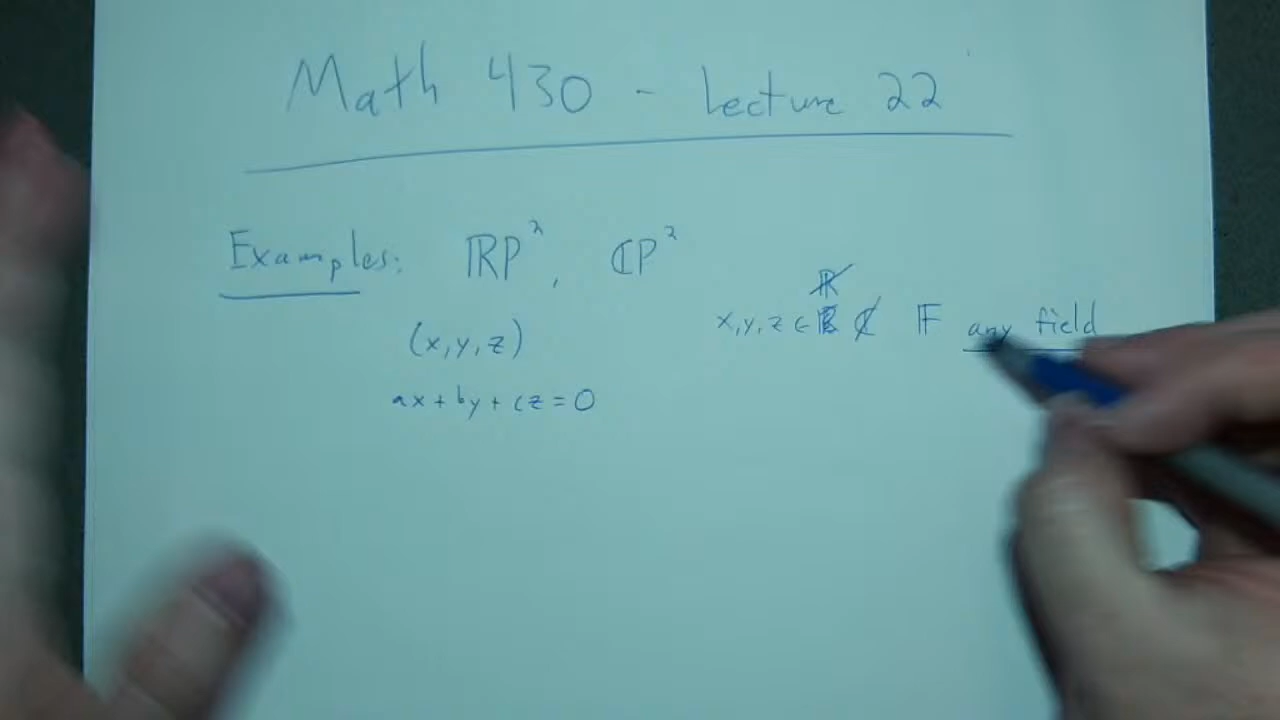 Math 430 - Lecture 22
Examples: ℝP², ℂP²
ℝ
(x,y,z) x,y,z ∈ ℂ 𝔽 any field
ax + by + cz = 0